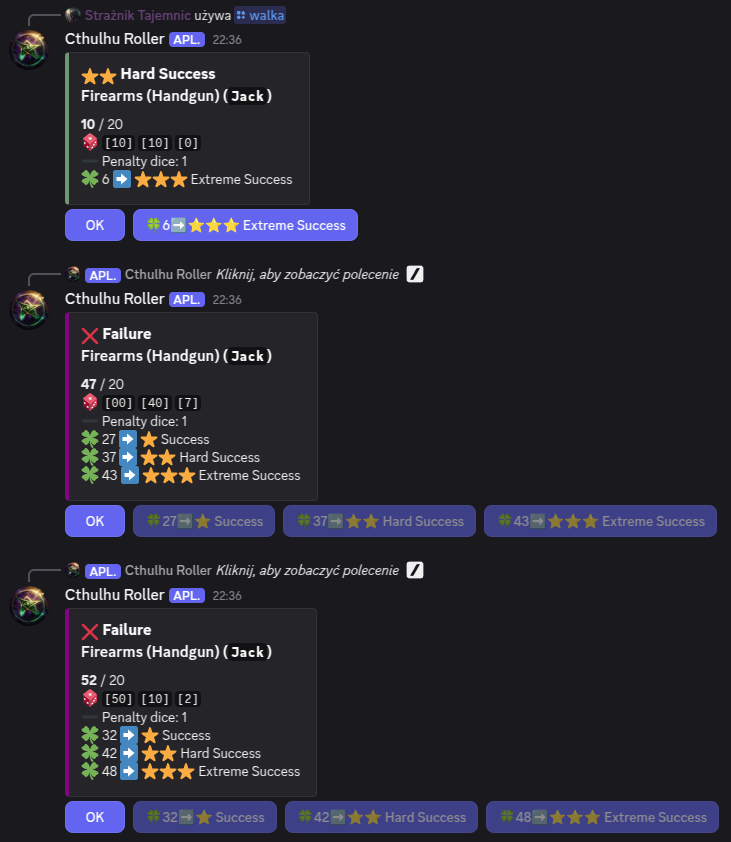 Strażnik Tajemnic używa walka
Cthulhu Roller APL. 22:36
Hard Success
Firearms (Handgun) (Jack)
10 / 20
[10] [10] [0]
Penalty dice: 1
6 Extreme Success
OK 6 Extreme Success
APL. Cthulhu Roller Kliknij, aby zobaczyć polecenie
Cthulhu Roller APL. 22:36
Failure
Firearms (Handgun) (Jack)
47 / 20
[00] [40] [7]
Penalty dice: 1
27 Success
37 Hard Success
43 Extreme Success
OK 27 Success 37 Hard Success 43 Extreme Success
APL. Cthulhu Roller Kliknij, aby zobaczyć polecenie
Cthulhu Roller APL. 22:36
Failure
Firearms (Handgun) (Jack)
52 / 20
[50] [10] [2]
Penalty dice: 1
32 Success
42 Hard Success
48 Extreme Success
OK 32 Success 42 Hard Success 48 Extreme Success